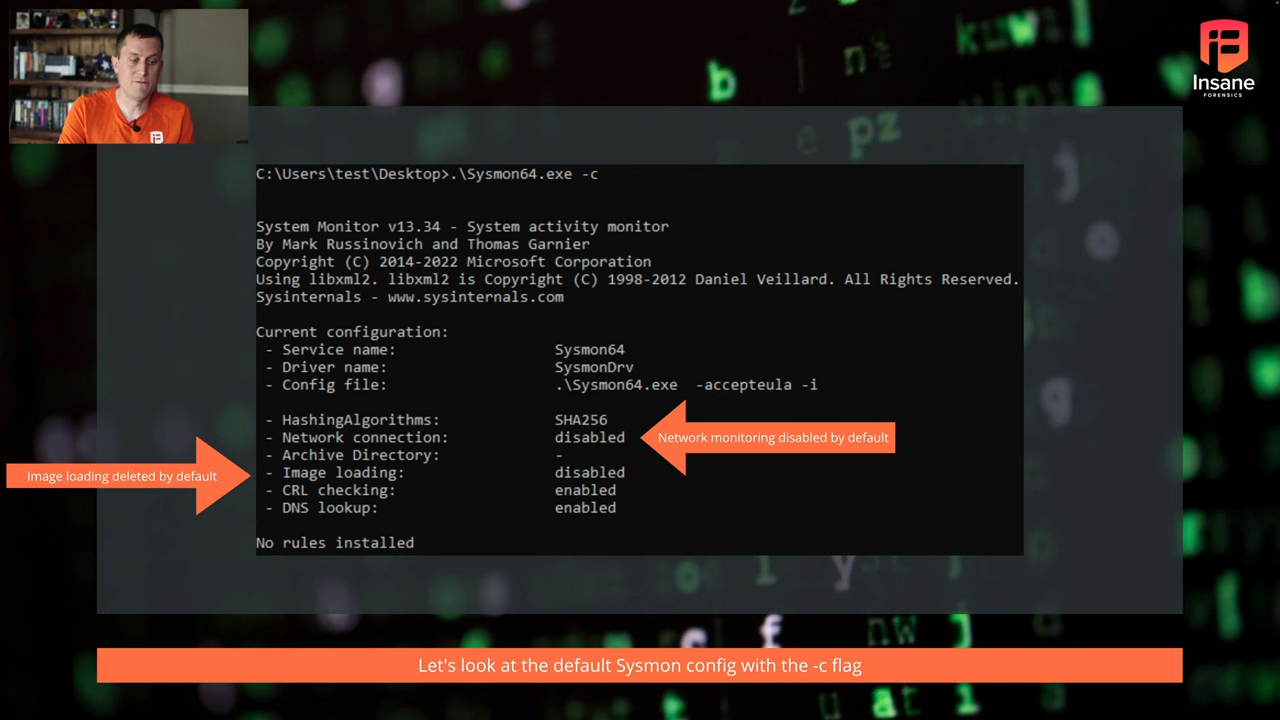 Insane
FORENSICS
C:\Users\test\Desktop>.\Sysmon64.exe -c
System Monitor v13.34 - System activity monitor
By Mark Russinovich and Thomas Garnier
Copyright (C) 2014-2022 Microsoft Corporation
Using libxml2. libxml2 is Copyright (C) 1998-2012 Daniel Veillard. All Rights Reserved.
Sysinternals - www.sysinternals.com
Current configuration:
- Service name: Sysmon64
- Driver name: SysmonDrv
- Config file: .\Sysmon64.exe -accepteula -i
- HashingAlgorithms: SHA256
- Network connection: disabled
Network monitoring disabled by default
- Archive Directory: -
- Image loading: disabled
Image loading deleted by default
- CRL checking: enabled
- DNS lookup: enabled
No rules installed
Let's look at the default Sysmon config with the -c flag